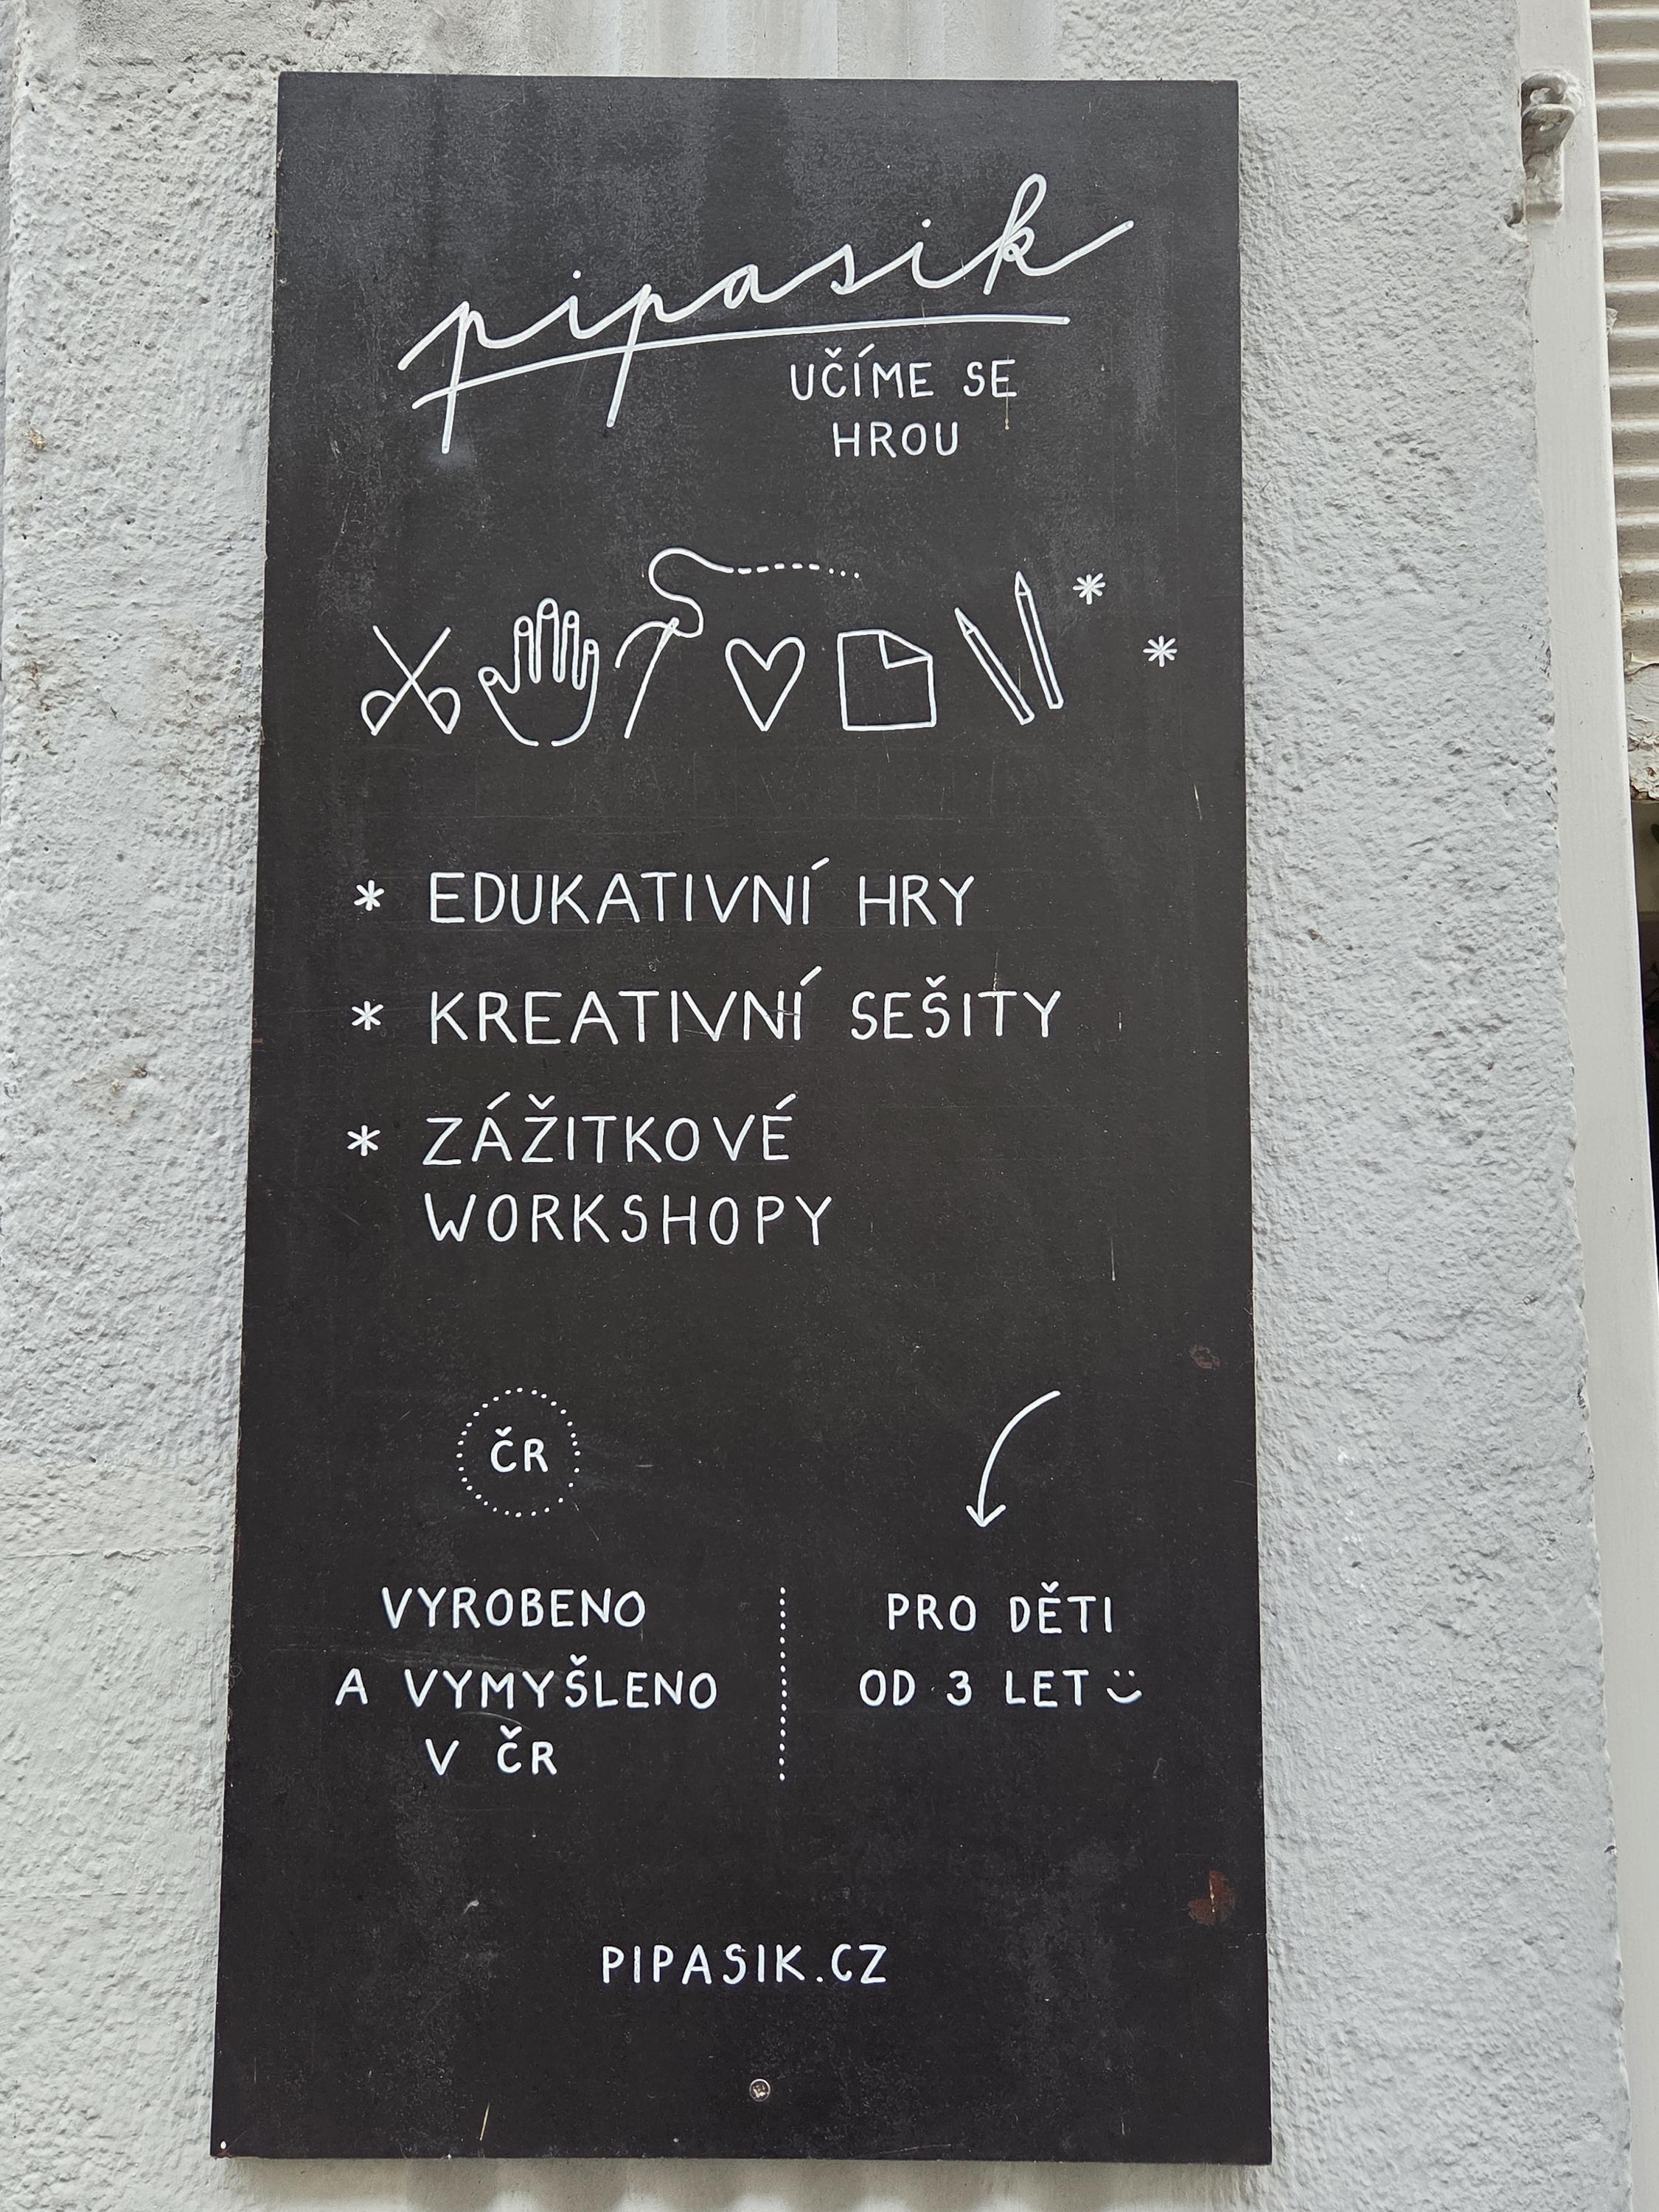 pipasik
UČÍME SE
HROU
* EDUKATIVNÍ HRY
* KREATIVNÍ SEŠITY
* ZÁŽITKOVÉ
WORKSHOPY
ČR
VYROBENO
A VYMYŠLENO
V ČR
PRO DĚTI
OD 3 LET
PIPASIK.CZ